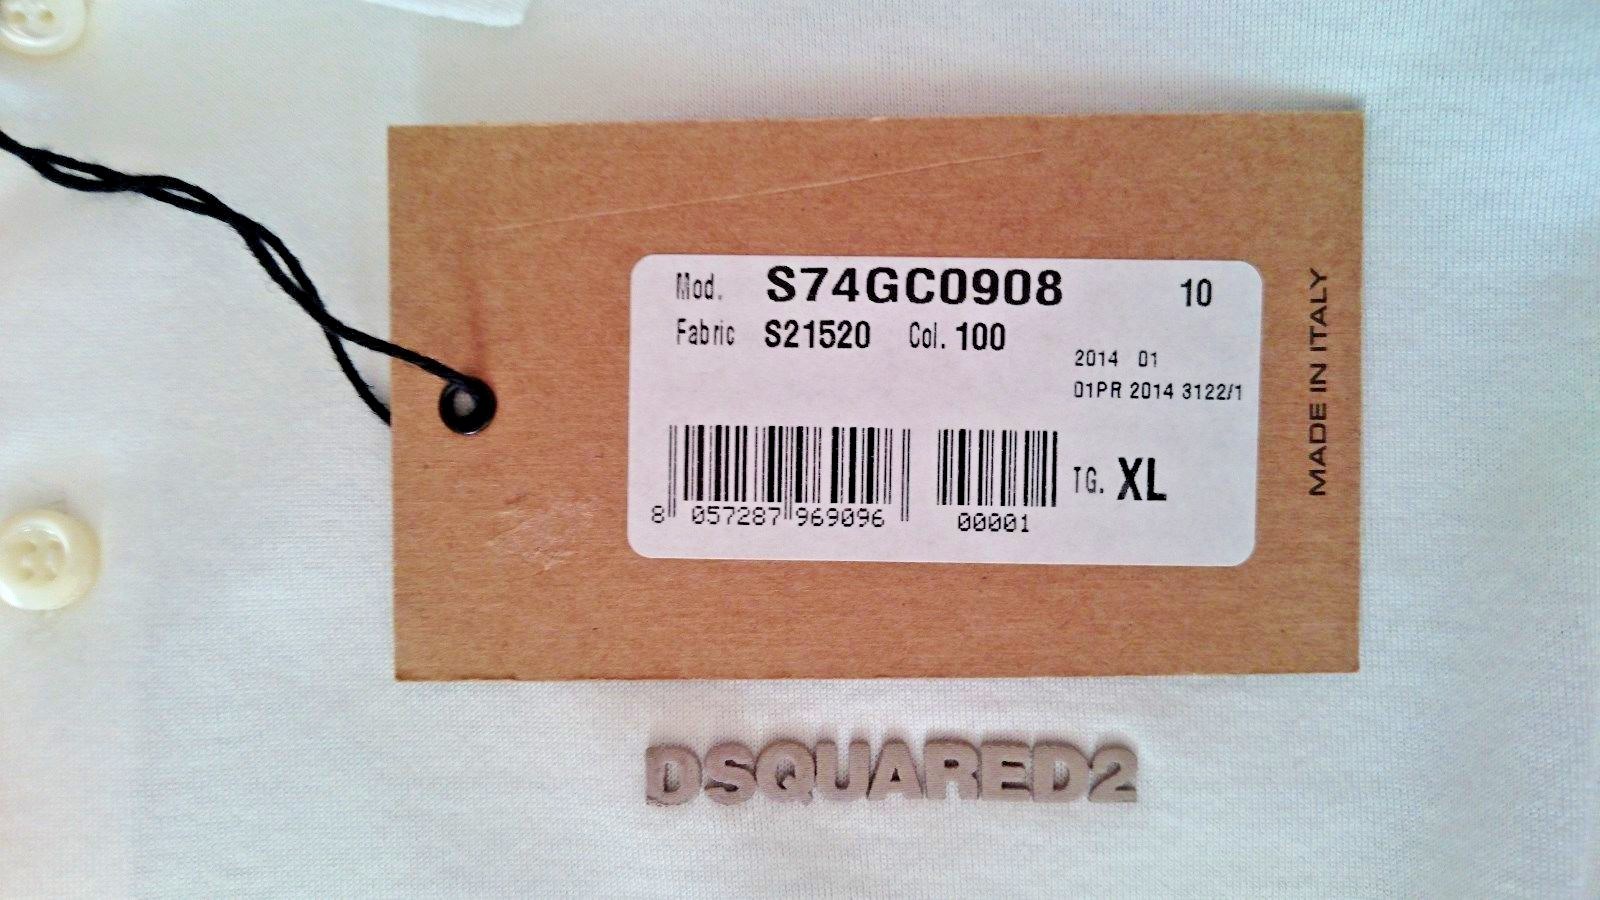 Mod. S74GC0908 10
Fabric S21520 Col. 100
2014 01
01PR 2014 3122/1
TG. XL
8 057287 969096 00001
MADE IN ITALY
DSQUARED2